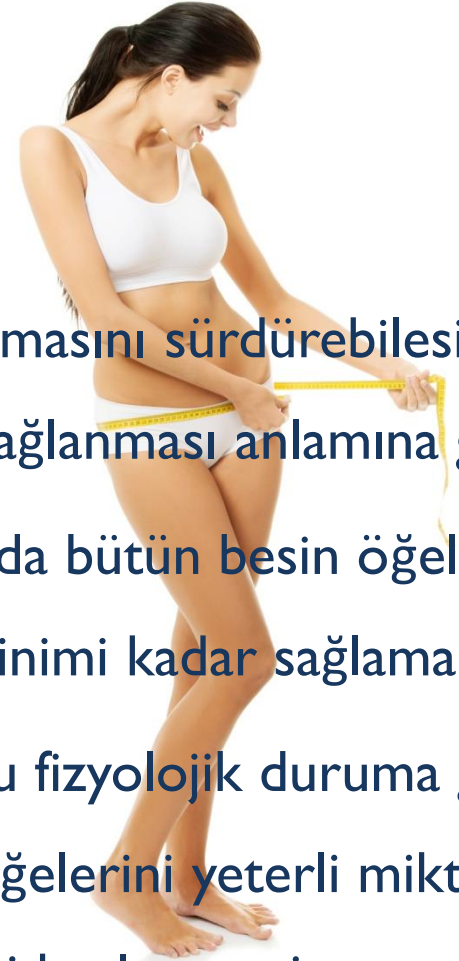 masını sürdürebilesi
ağlanması anlamına
da bütün besin öğel
inimi kadar sağlama
u fizyolojik duruma
ğelerini yeterli mikt